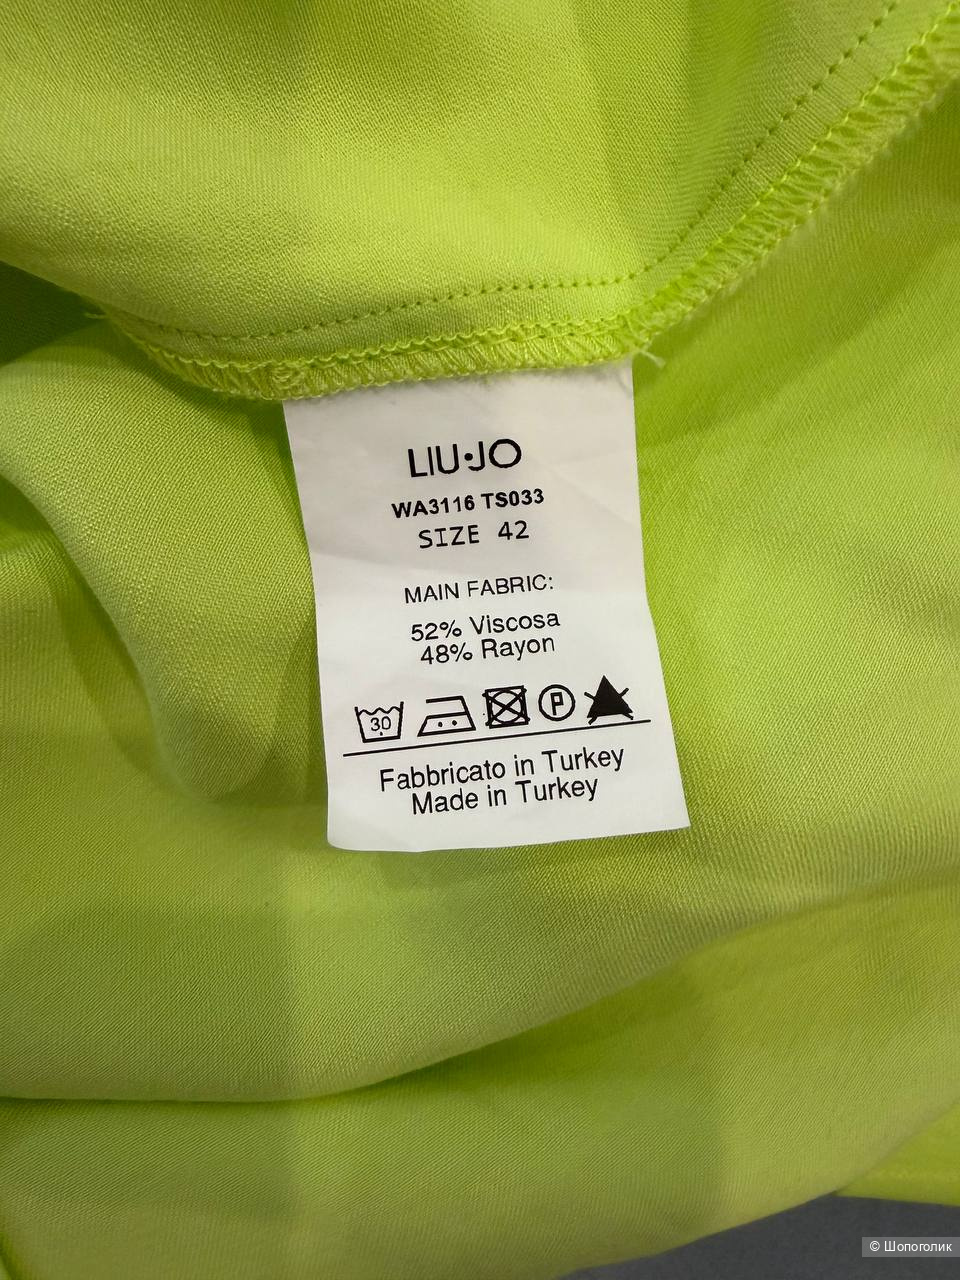 LIU·JO
WA3116 TS033
SIZE 42
MAIN FABRIC:
52% Viscosa
48% Rayon
30
P
Fabbricato in Turkey
Made in Turkey
© Шопоголик